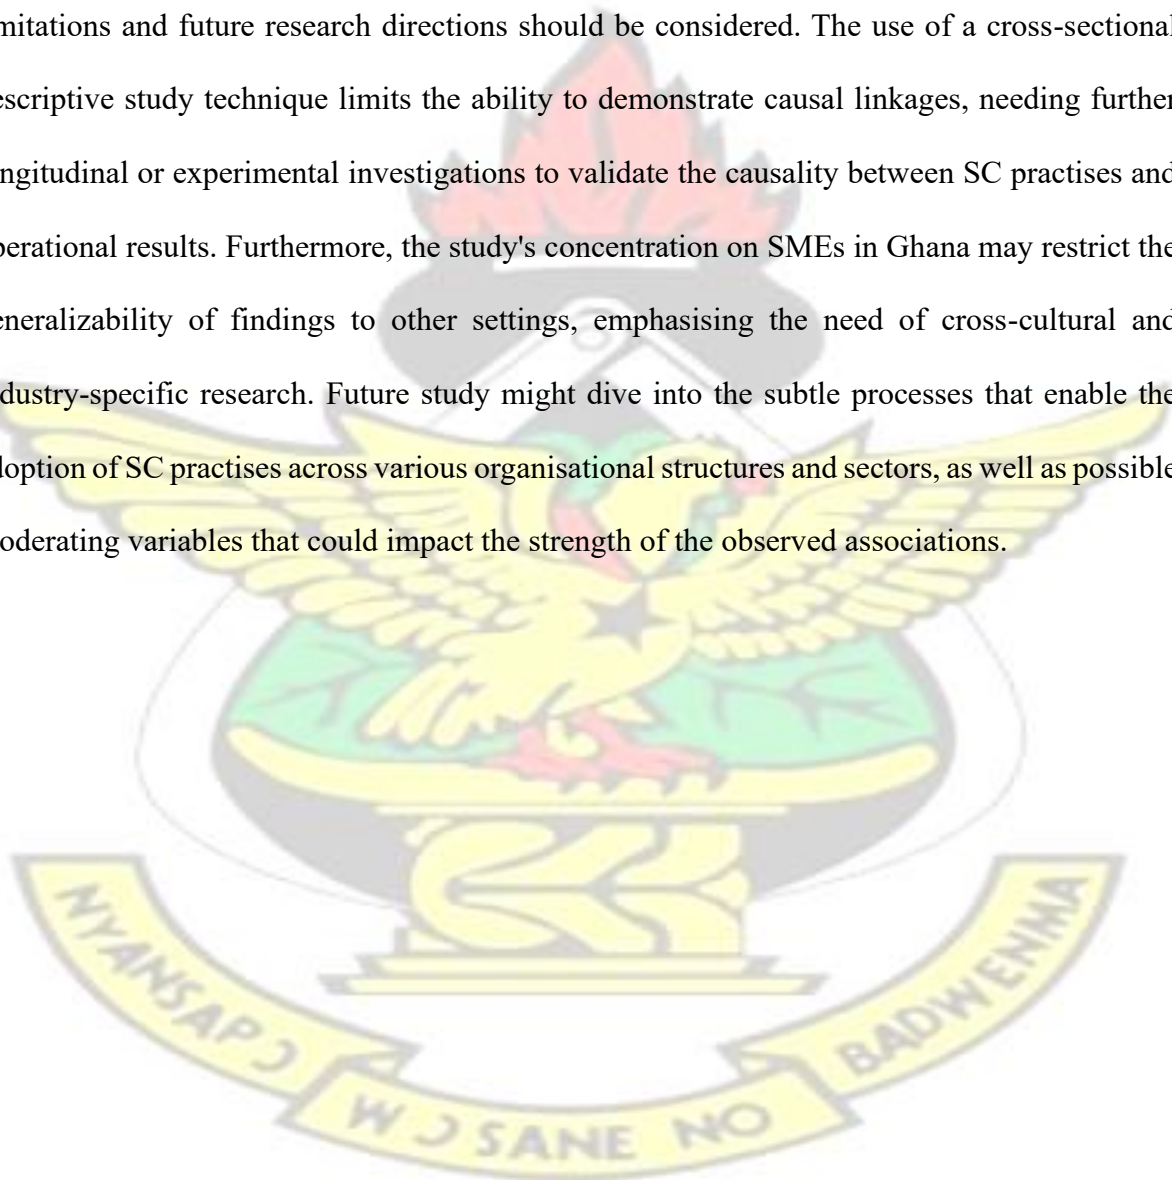 mitations and future research directions should be considered. The use of a cross-sectional
escriptive study technique limits the ability to demonstrate causal linkages, needing further
ngitudinal or experimental investigations to validate the causality between SC practises and
perational results. Furthermore, the study's concentration on SMEs in Ghana may restrict the
eneralizability of findings to other settings, emphasising the need of cross-cultural and
dustry-specific research. Future study might dive into the subtle processes that enable the
doption of SC practises across various organisational structures and sectors, as well as possible
oderating variables that could impact the strength of the observed associations.
NYANSAPƆ
WƆSANE NO
BADWENMA